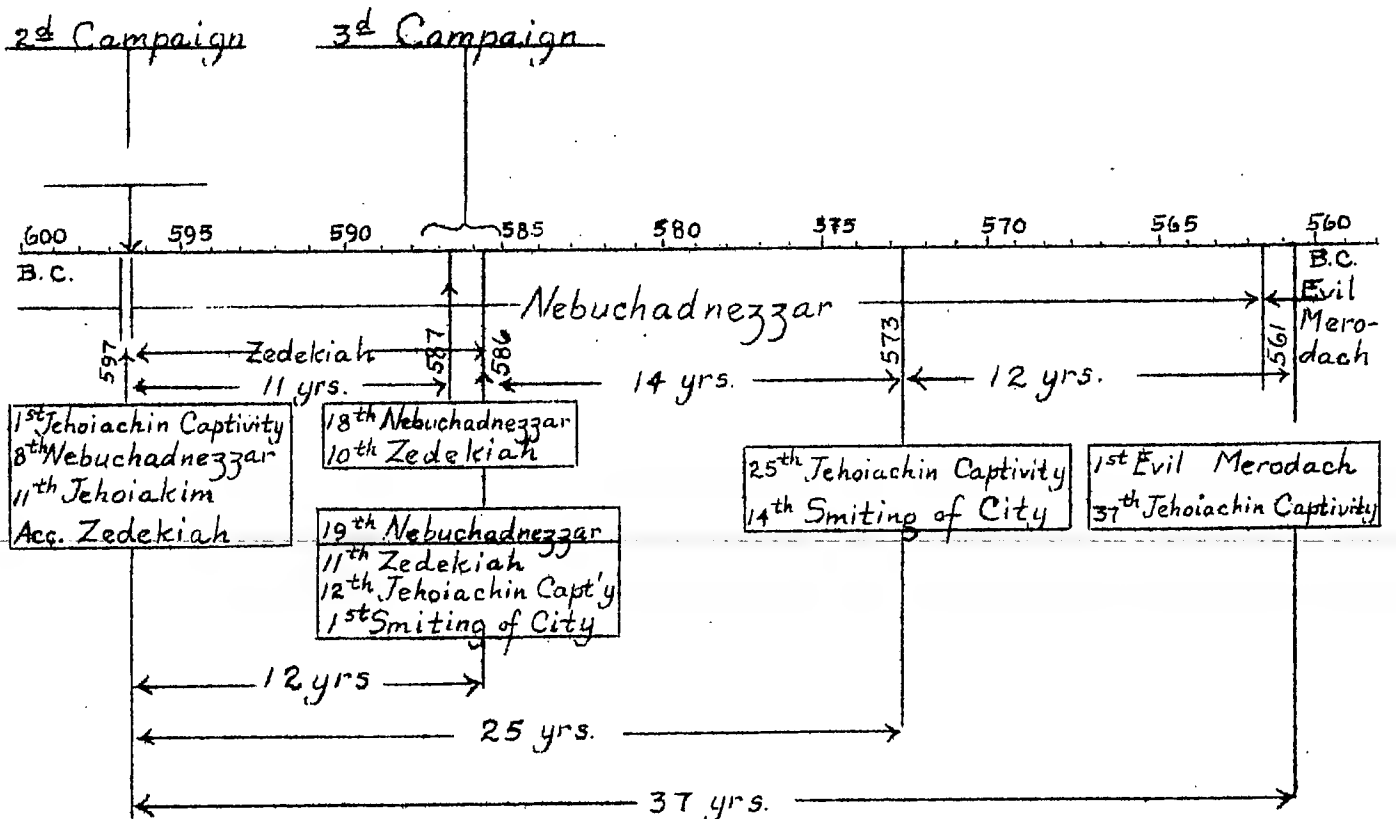 2d Campaign 3d Campaign
600 595 590 585 580 575 570 565 560
B.C. B.C.
Nebuchadnezzar Evil Mero-dach
597 Zedekiah 587 586 573 561
11 yrs. 14 yrs. 12 yrs.
1st Jehoiachin Captivity
8th Nebuchadnezzar
11th Jehoiakim
Acc. Zedekiah
18th Nebuchadnezzar
10th Zedekiah
19th Nebuchadnezzar
11th Zedekiah
12th Jehoiachin Capt'y
1st Smiting of City
25th Jehoiachin Captivity
14th Smiting of City
1st Evil Merodach
37th Jehoiachin Captivity
12 yrs
25 yrs.
37 yrs.